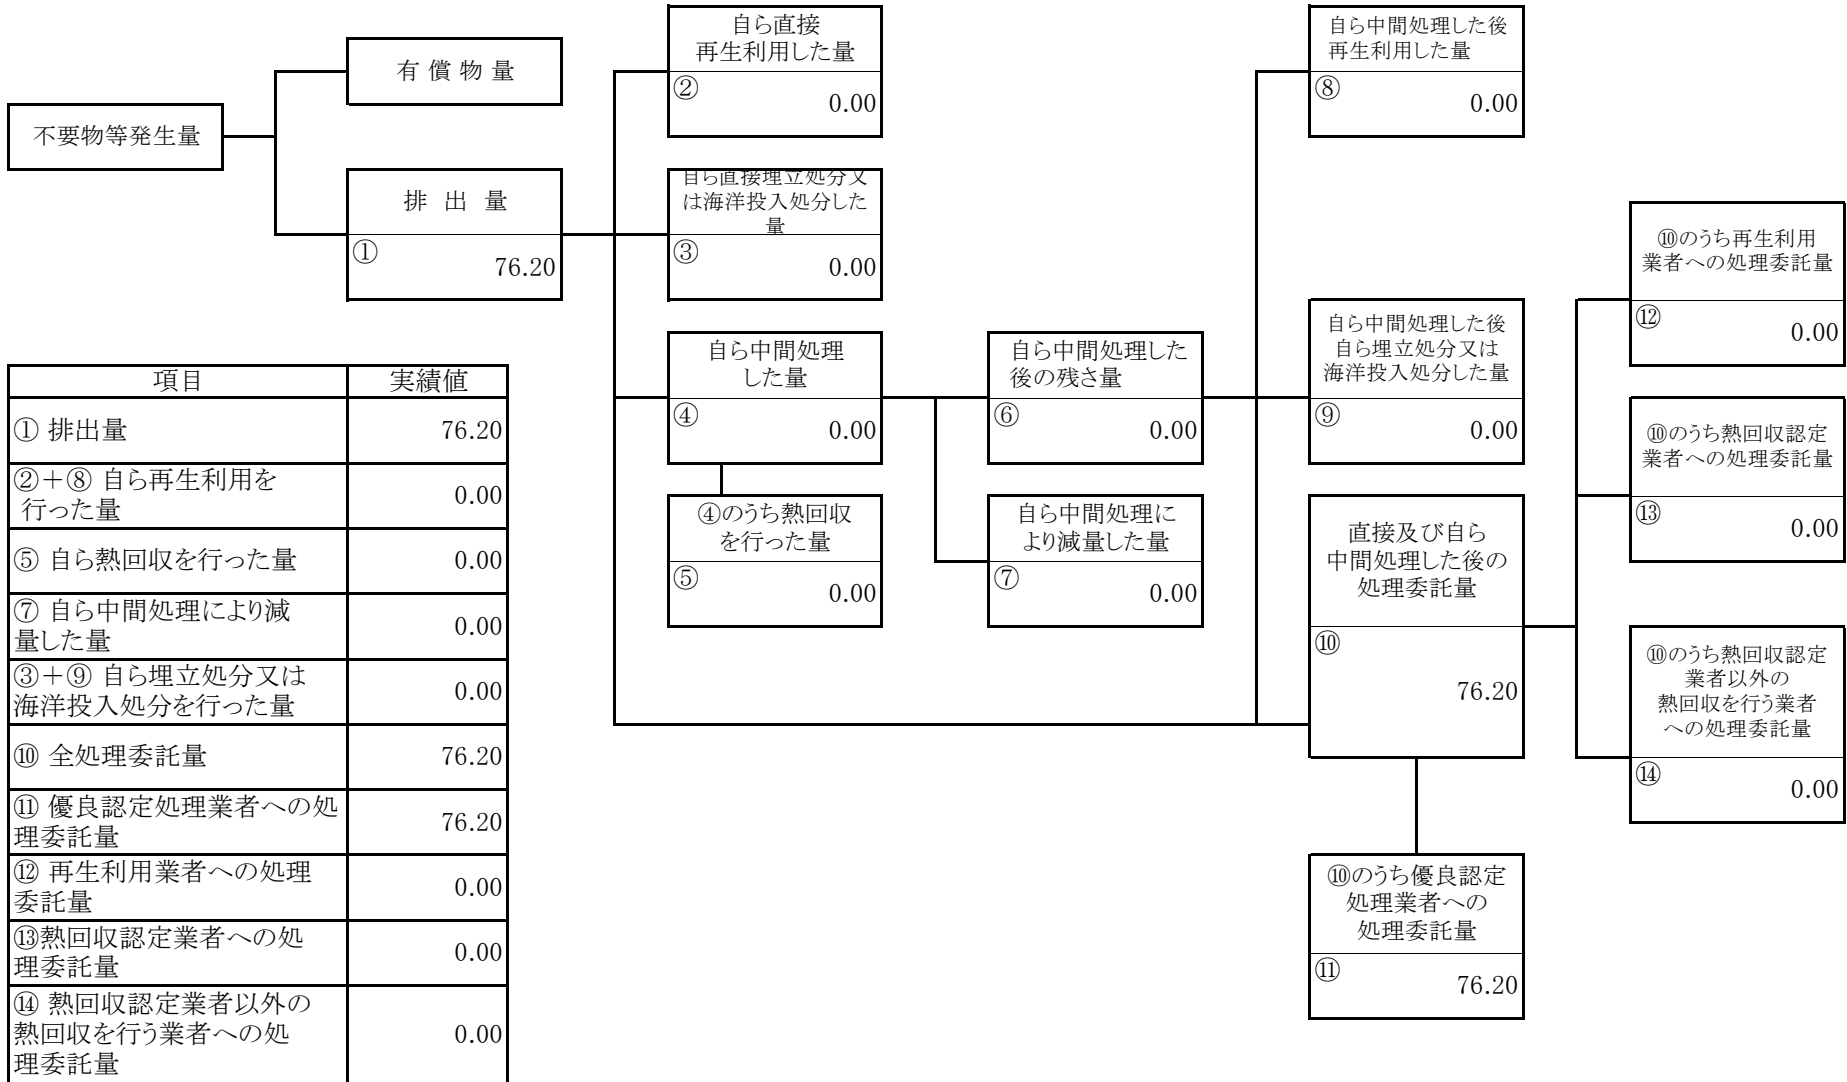 不要物等発生量
有 償 物 量
排 出 量
①
76.20
自ら直接
再生利用した量
②
0.00
自ら直接埋立処分又
は海洋投入処分した
量
③
0.00
自ら中間処理
した量
④
0.00
④のうち熱回収
を行った量
⑤
0.00
自ら中間処理した
後の残さ量
⑥
0.00
自ら中間処理に
より減量した量
⑦
0.00
自ら中間処理した後
再生利用した量
⑧
0.00
自ら中間処理した後
自ら埋立処分又は
海洋投入処分した量
⑨
0.00
直接及び自ら
中間処理した後の
処理委託量
⑩
76.20
⑩のうち優良認定
処理業者への
処理委託量
⑪
76.20
⑩のうち再生利用
業者への処理委託量
⑫
0.00
⑩のうち熱回収認定
業者への処理委託量
⑬
0.00
⑩のうち熱回収認定
業者以外の
熱回収を行う業者
への処理委託量
⑭
0.00
項目 実績値
① 排出量 76.20
②+⑧ 自ら再生利用を
行った量 0.00
⑤ 自ら熱回収を行った量 0.00
⑦ 自ら中間処理により減
量した量 0.00
③+⑨ 自ら埋立処分又は
海洋投入処分を行った量 0.00
⑩ 全処理委託量 76.20
⑪ 優良認定処理業者への処
理委託量 76.20
⑫ 再生利用業者への処理
委託量 0.00
⑬熱回収認定業者への処
理委託量 0.00
⑭ 熱回収認定業者以外の
熱回収を行う業者への処
理委託量 0.00